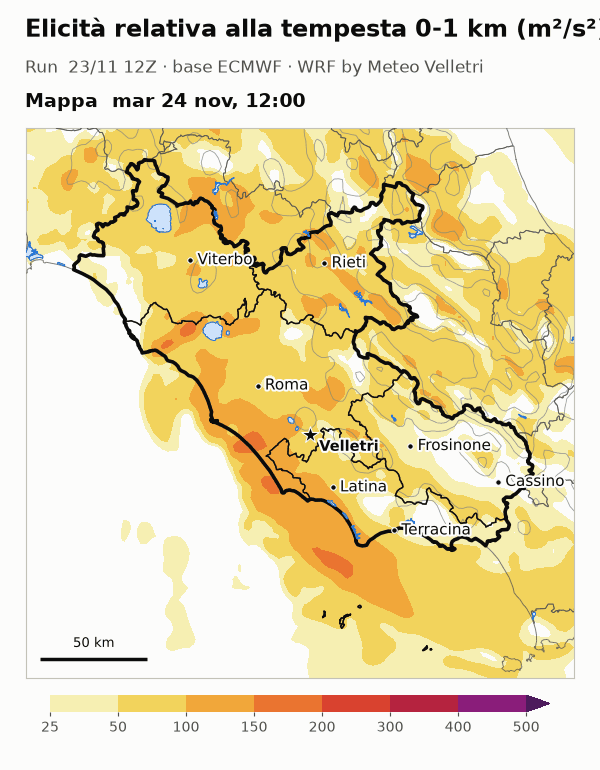 Elicità relativa alla tempesta 0-1 km (m²/s²)
Run 23/11 12Z · base ECMWF · WRF by Meteo Velletri
Mappa mar 24 nov, 12:00
Viterbo
Rieti
Roma
Velletri
Frosinone
Latina
Cassino
Terracina
50 km
25 50 100 150 200 300 400 500